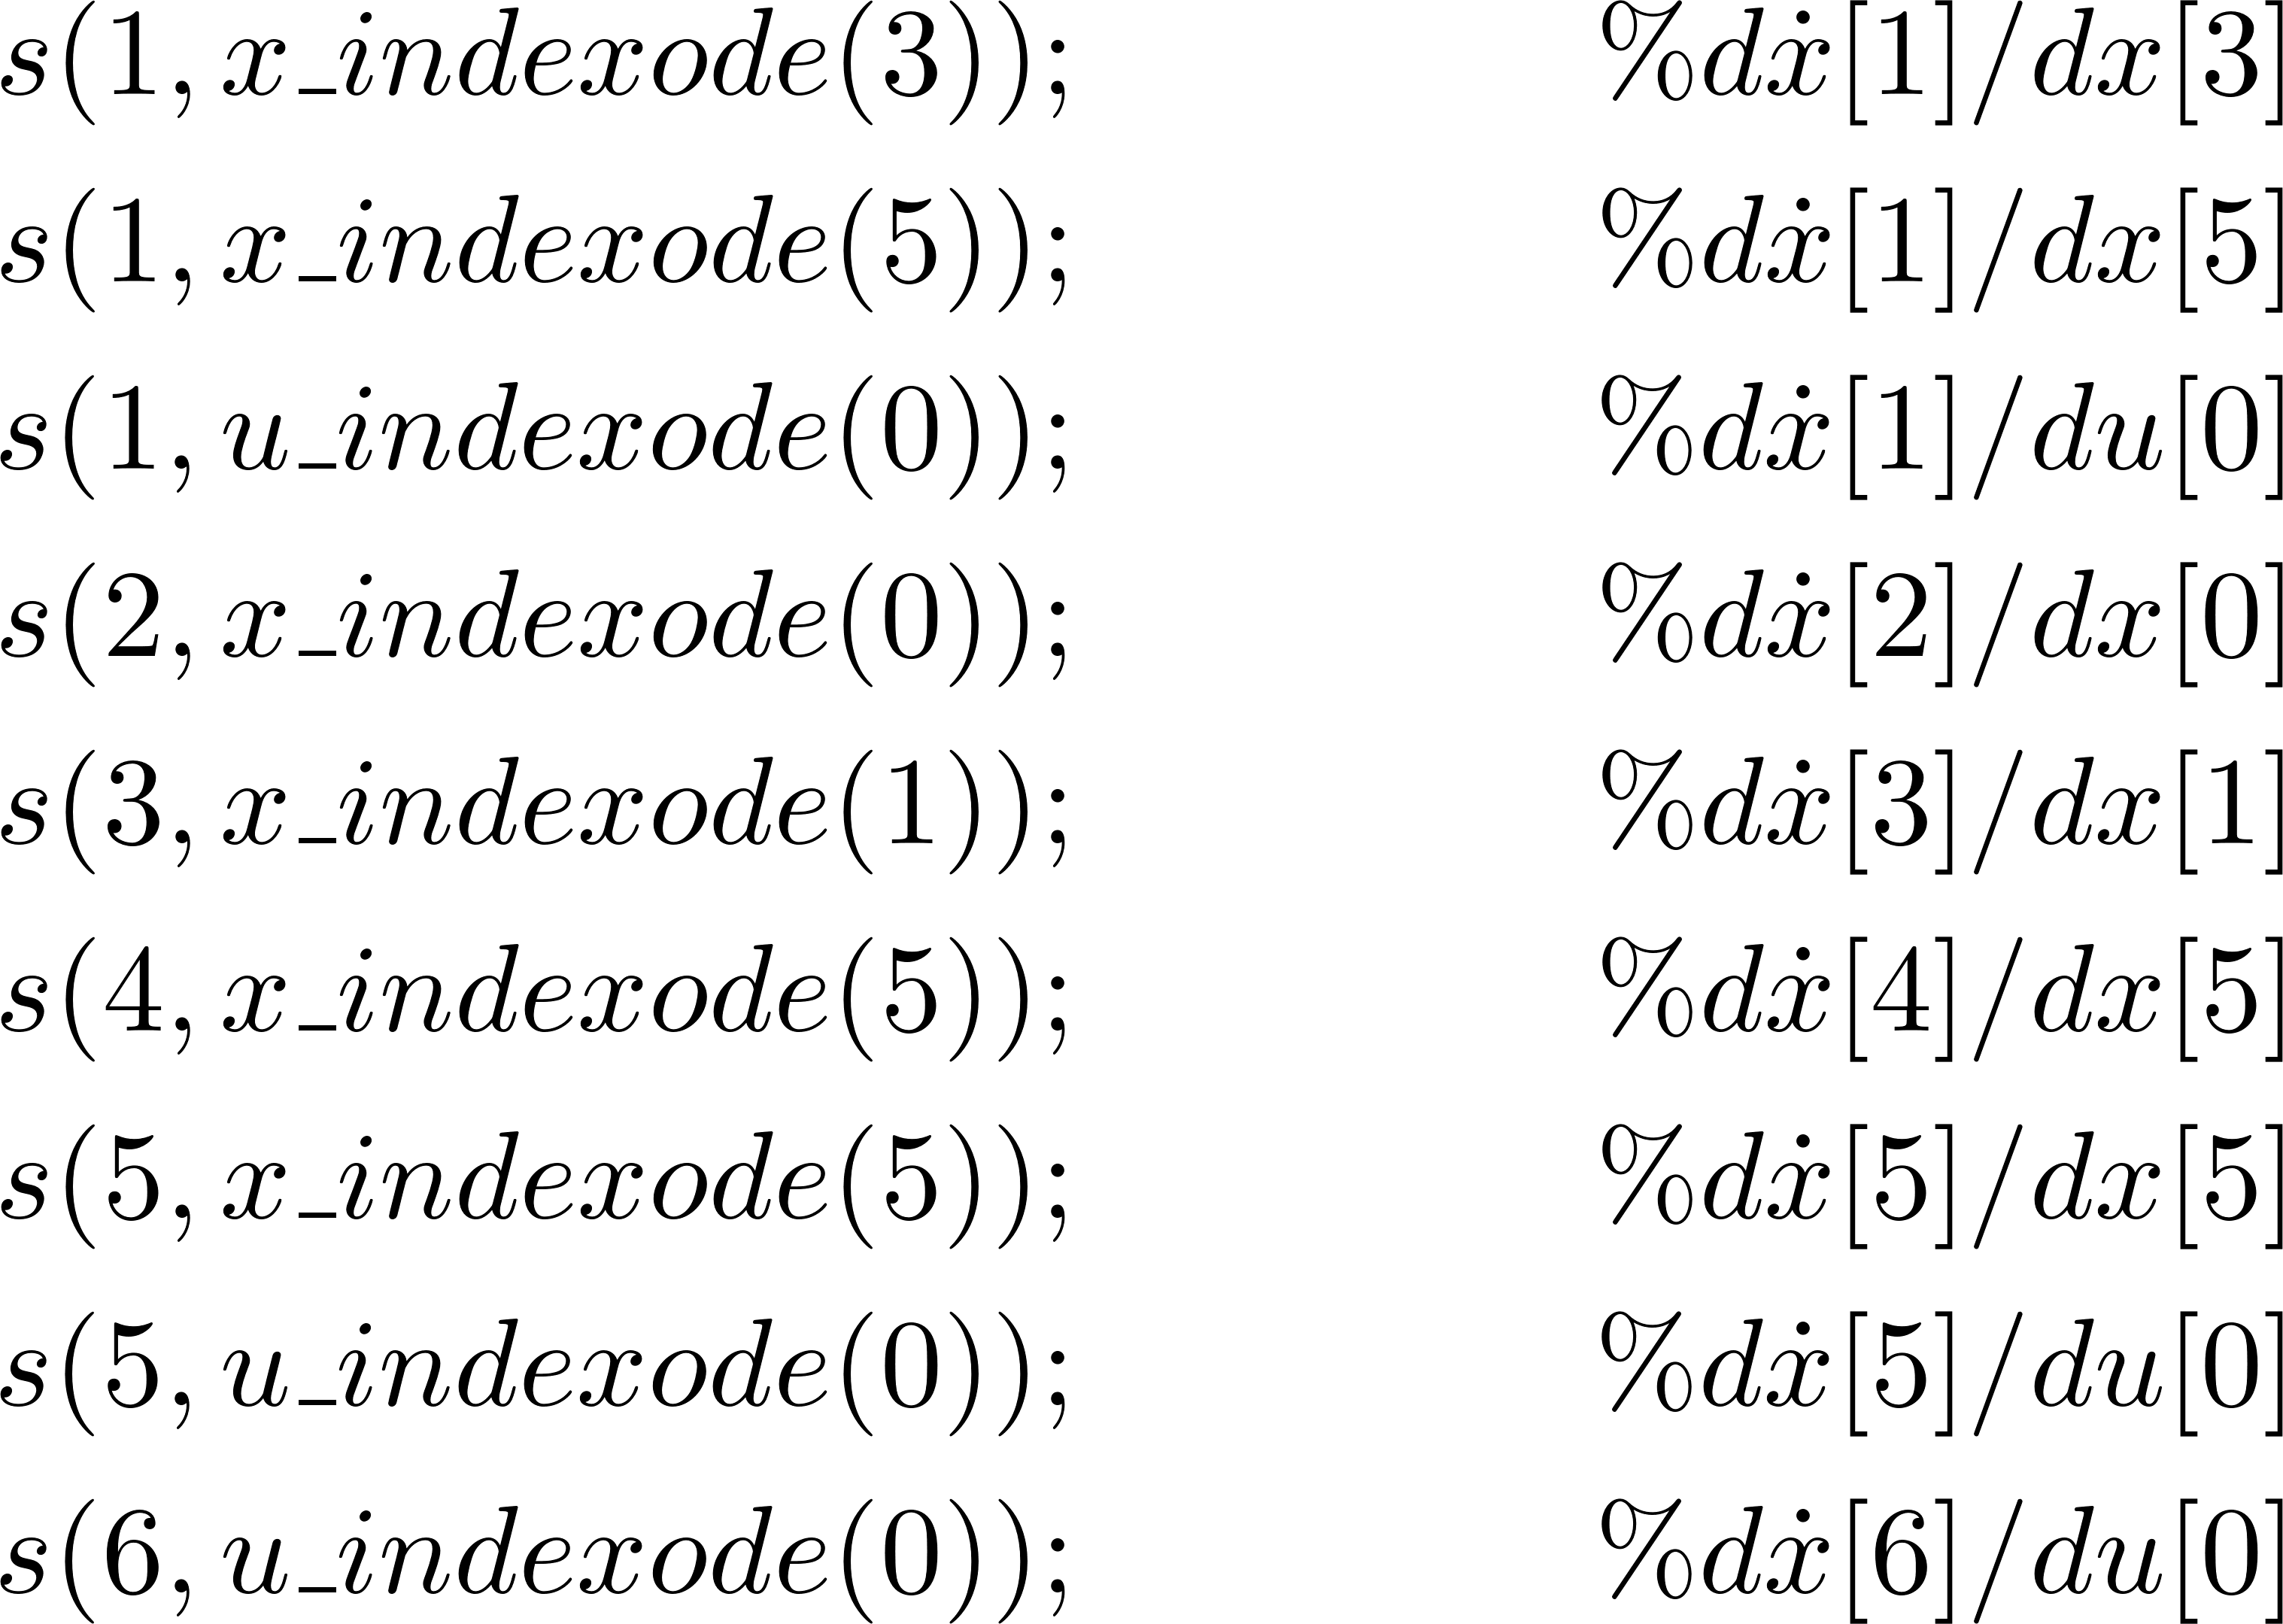 s(1, x_indexode(3)); %dẋ[1]/dx[3]
s(1, x_indexode(5)); %dẋ[1]/dx[5]
s(1, u_indexode(0)); %dẋ[1]/du[0]
s(2, x_indexode(0)); %dẋ[2]/dx[0]
s(3, x_indexode(1)); %dẋ[3]/dx[1]
s(4, x_indexode(5)); %dẋ[4]/dx[5]
s(5, x_indexode(5)); %dẋ[5]/dx[5]
s(5, u_indexode(0)); %dẋ[5]/du[0]
s(6, u_indexode(0)); %dẋ[6]/du[0]